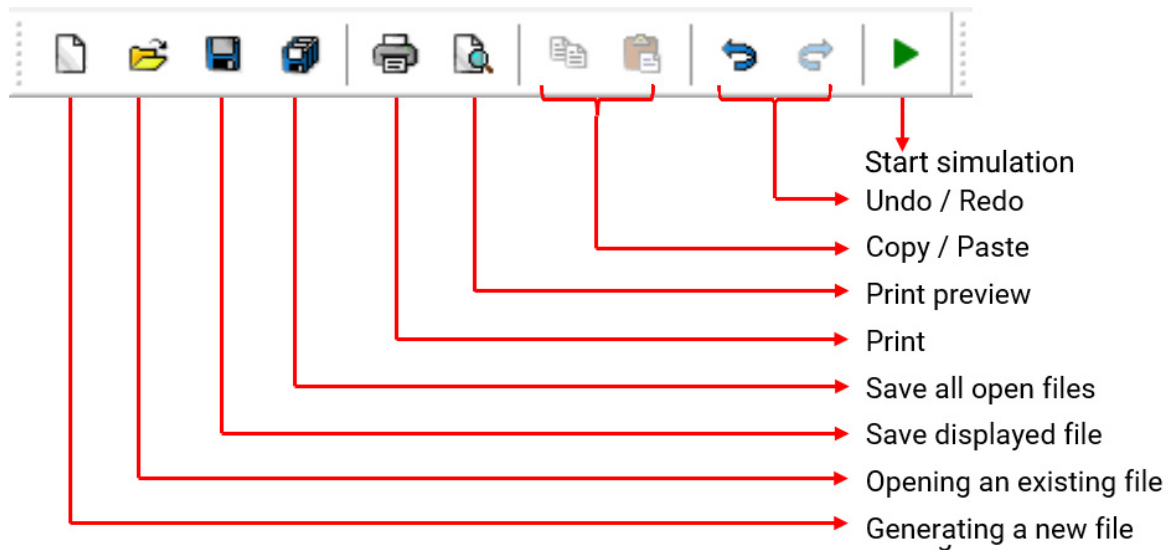 Start simulation
Undo / Redo
Copy / Paste
Print preview
Print
Save all open files
Save displayed file
Opening an existing file
Generating a new file